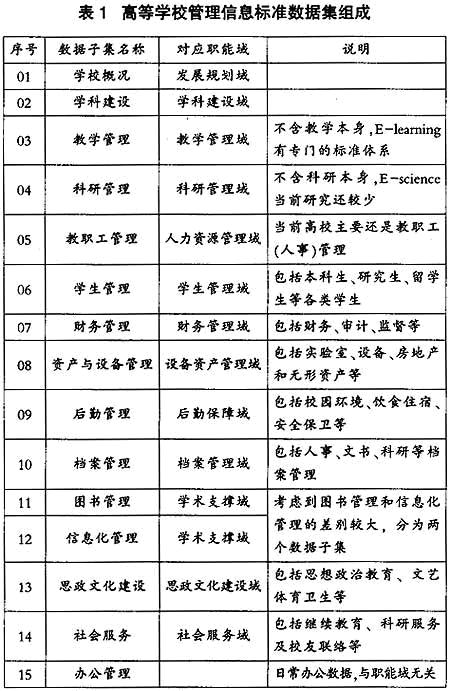 表1 高等学校管理信息标准数据集组成
序号 数据子集名称 对应职能域 说明
01 学校概况 发展规划域
02 学科建设 学科建设域
03 教学管理 教学管理域 不含教学本身,E-learning
有专门的标准体系
04 科研管理 科研管理域 不含科研本身,E-science
当前研究还较少
05 教职工管理 人力资源管理域 当前高校主要还是教职工
(人事)管理
06 学生管理 学生管理域 包括本科生、研究生、留学
生等各类学生
07 财务管理 财务管理域 包括财务、审计、监督等
08 资产与设备管理 设备资产管理域 包括实验室、设备、房地产
和无形资产等
09 后勤管理 后勤保障域 包括校园环境、饮食住宿、
安全保卫等
10 档案管理 档案管理域 包括人事、文书、科研等档
案管理
11 图书管理 学术支撑域 考虑到图书管理和信息化
管理的差别较大，分为两
12 信息化管理 学术支撑域 个数据子集
13 思政文化建设 思政文化建设域 包括思想政治教育、文艺
体育卫生等
14 社会服务 社会服务域 包括继续教育、科研服务
及校友联络等
15 办公管理 日常办公数据,与职能域无关